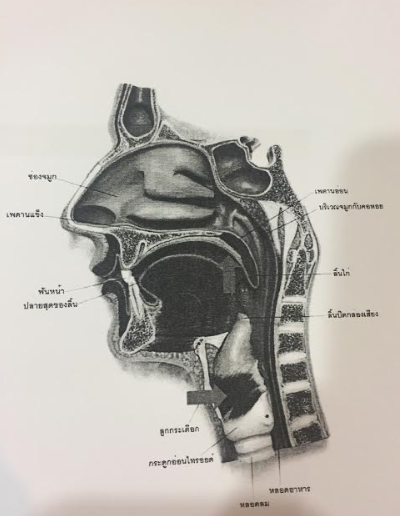 ช่องจมูก
เพดานอ่อน
บริเวณจมูกกับคอหอย
เพดานแข็ง
ลิ้นไก่
ฟันหน้า
ปลายสุดของลิ้น
ลิ้นปิดกล่องเสียง
ลูกกระเดือก
กระดูกอ่อนไทรอยด์
หลอดอาหาร
หลอดลม